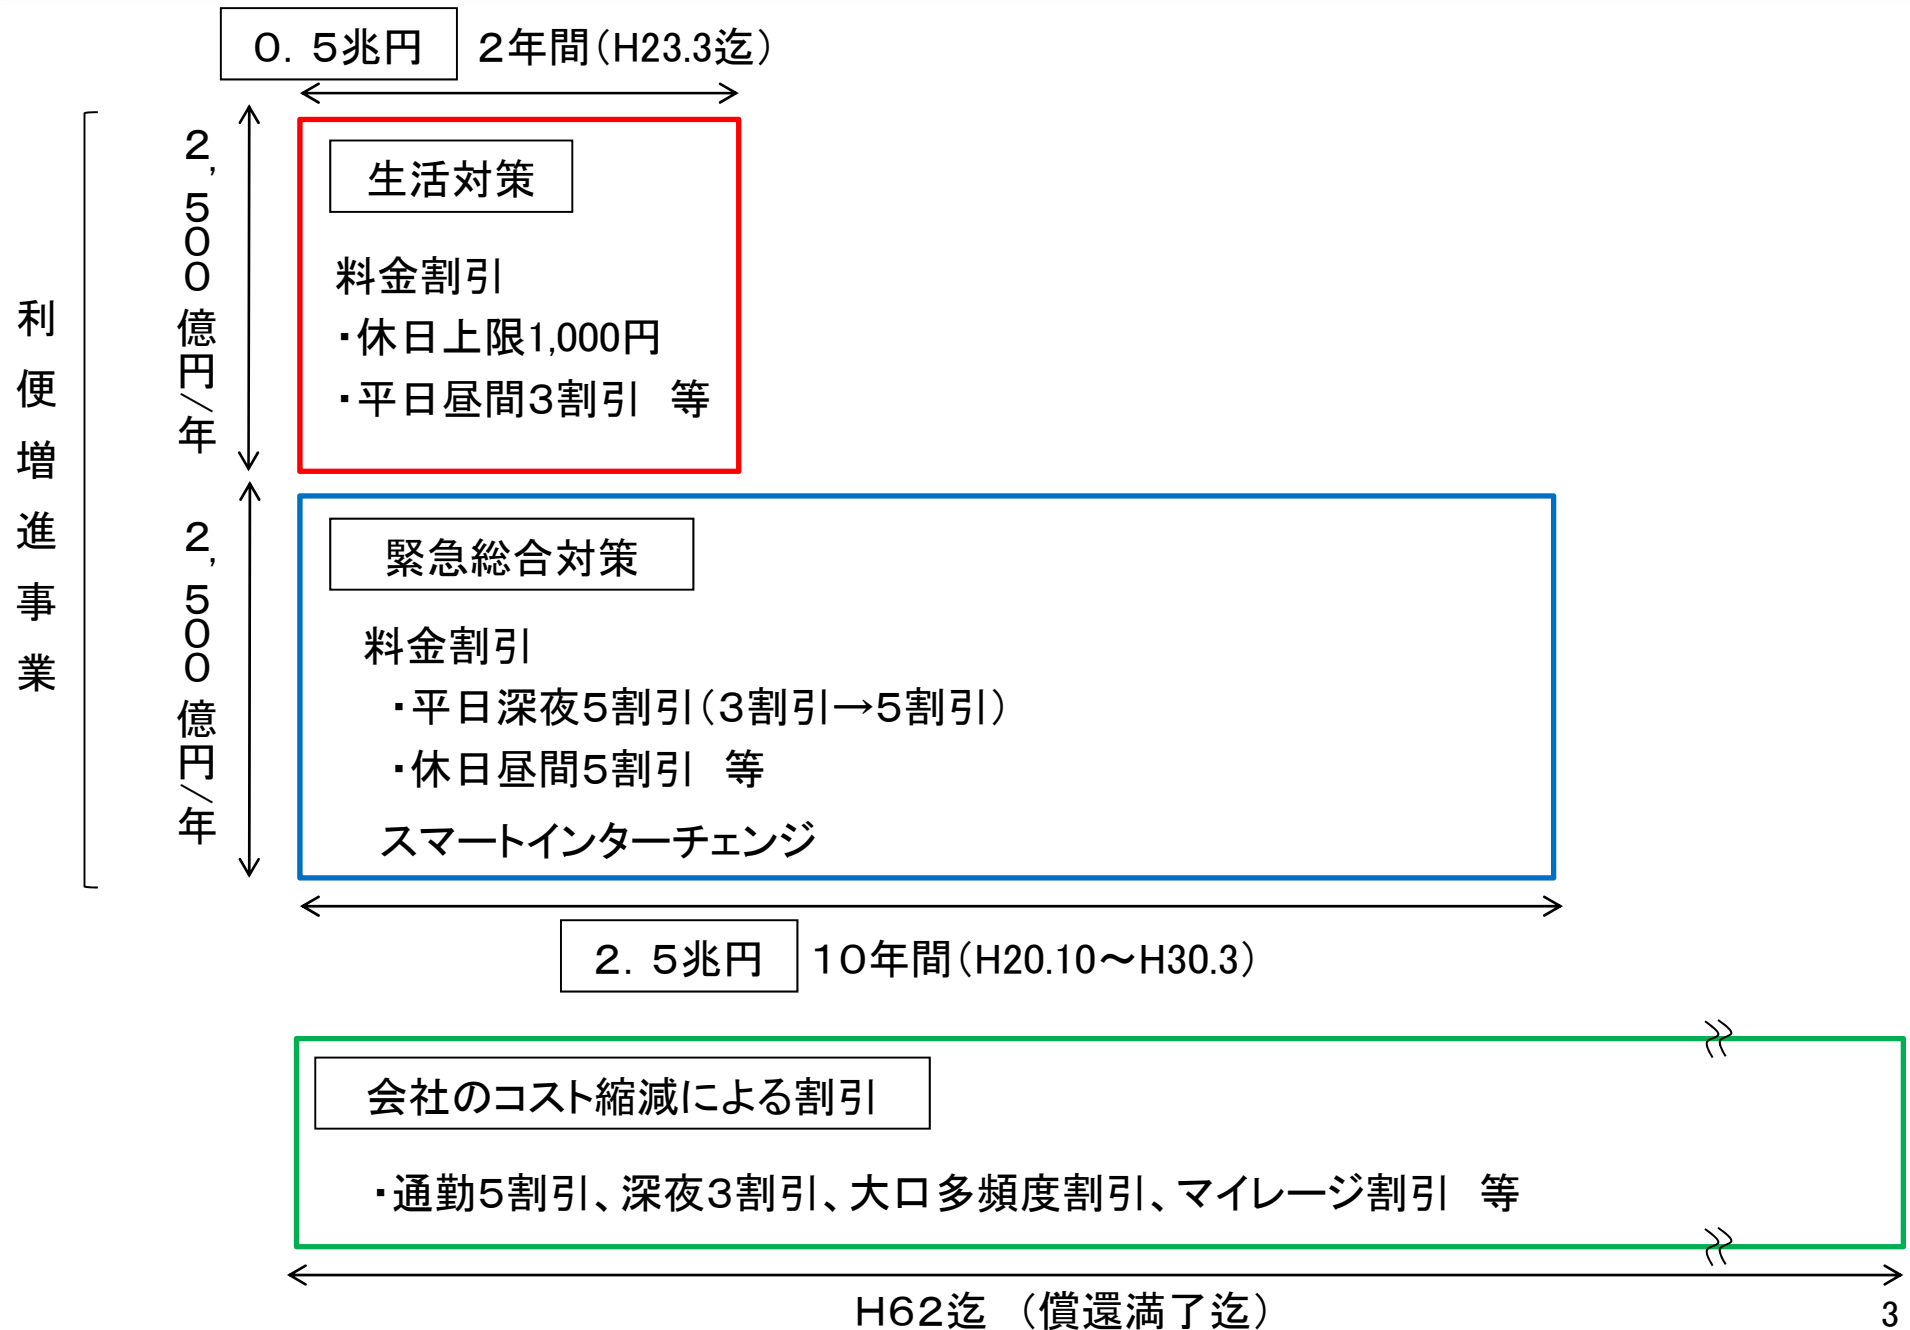 ０．５兆円 ２年間（H23.3迄）
利便増進事業
２，５００億円/年
生活対策
料金割引
・休日上限1,000円
・平日昼間３割引　等
２，５００億円/年
緊急総合対策
料金割引
・平日深夜５割引（３割引→５割引）
・休日昼間５割引　等
スマートインターチェンジ
２．５兆円 １０年間（H20.10～H30.3）
会社のコスト縮減による割引
・通勤５割引、深夜３割引、大口多頻度割引、マイレージ割引　等
H６２迄　（償還満了迄）
3